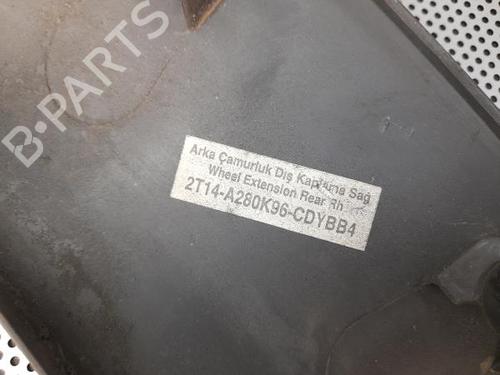 B-PARTS
Arka Çamurluk Dış Kaplama Sağ
Wheel Extension Rear Rh
2T14-A280K96-CDYBB4